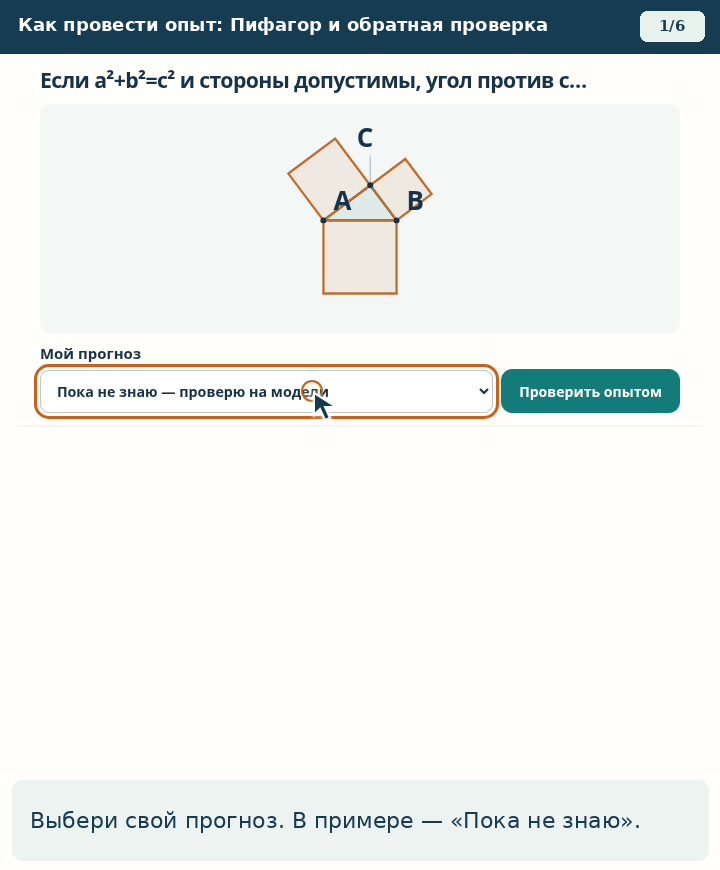 Как провести опыт: Пифагор и обратная проверка
1/6
Если a²+b²=c² и стороны допустимы, угол против c…
C
A
B
Мой прогноз
Пока не знаю — проверю на модели
Проверить опытом
Выбери свой прогноз. В примере — «Пока не знаю».